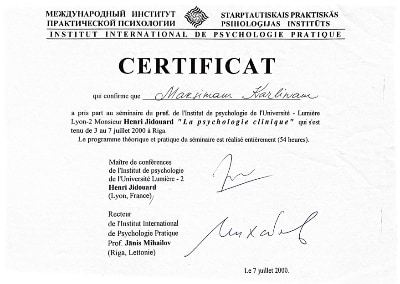 МЕЖДУНАРОДНЫЙ ИНСТИТУТ
ПРАКТИЧЕСКОЙ ПСИХОЛОГИИ
STARPTAUTISKAIS PRAKTISKĀS
PSIHOLOĢIJAS INSTITŪTS
INSTITUT INTERNATIONAL DE PSYCHOLOGIE PRATIQUE
CERTIFICAT
qui confirme que Maksimam Karlinam
a pris part au séminaire du prof. de l'Institut de psychologie de l'Université - Lumière
Lyon-2 Monsieur Henri Jidouard "La psychologie clinique" qui s'est
tenu de 3 au 7 juillet 2000 à Riga.
Le programme théorique et pratique du séminaire est réalisé entièrement (54 heures).
Maître de conférences
de l'Institut de psychologie
de l'Université Lumière - 2
Henri Jidouard
(Lyon, France)
Recteur
de l'Institut International
de Psychologie Pratique
Prof. Jānis Mihailov
(Riga, Lettonie)
Le 7 juillet 2000.